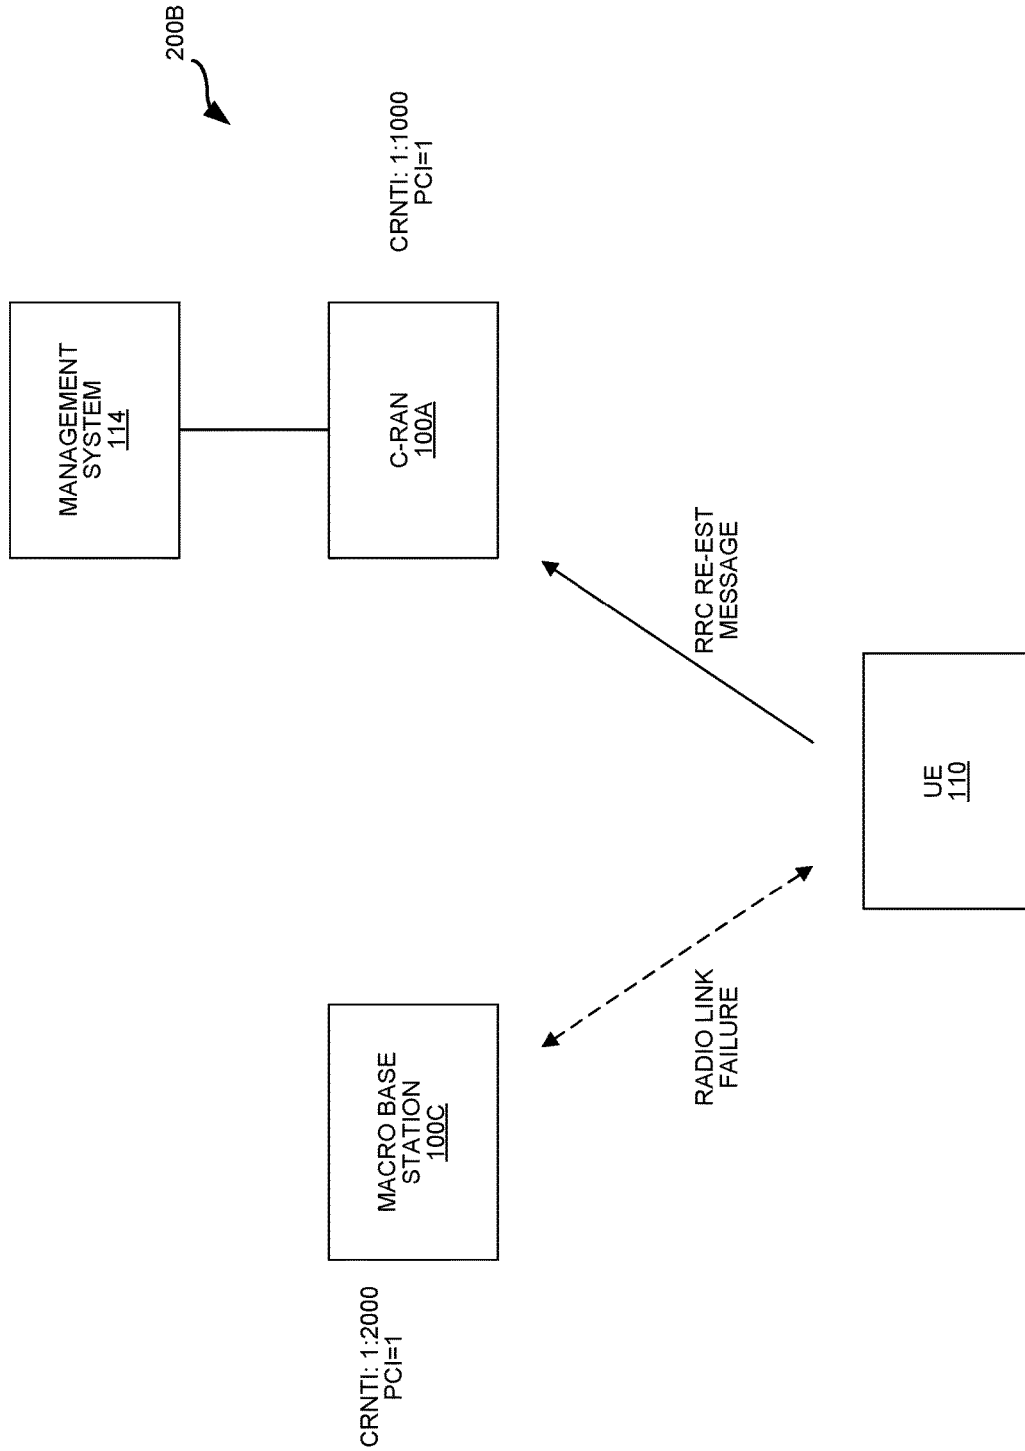 200B
MANAGEMENT
SYSTEM
114
CRNTI: 1:2000
PCI=1
MACRO BASE
STATION
100C
C-RAN
100A
CRNTI: 1:1000
PCI=1
RADIO LINK
FAILURE
RRC RE-EST
MESSAGE
UE
110